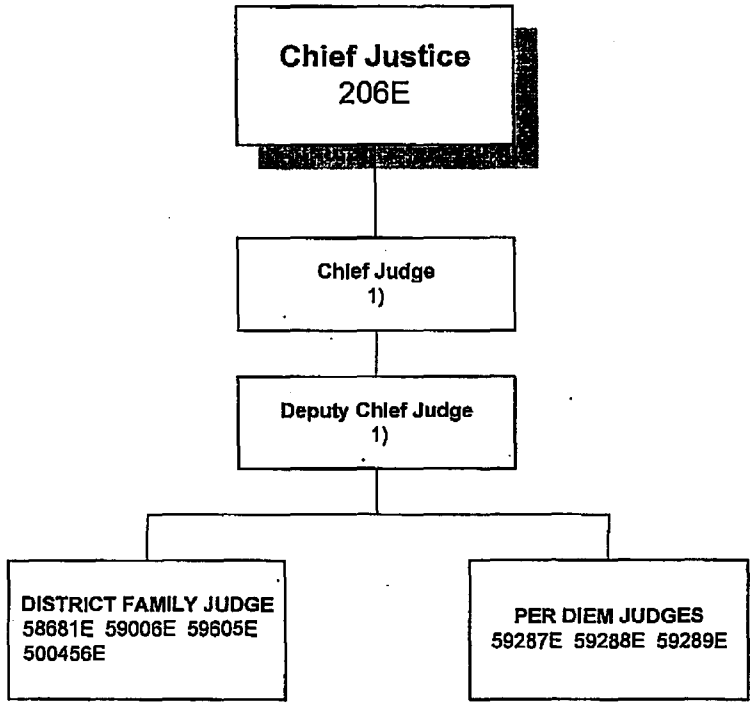 Chief Justice
206E
Chief Judge
1)
Deputy Chief Judge
1)
DISTRICT FAMILY JUDGE
58681E 59006E 59605E
500456E
PER DIEM JUDGES
59287E 59288E 59289E